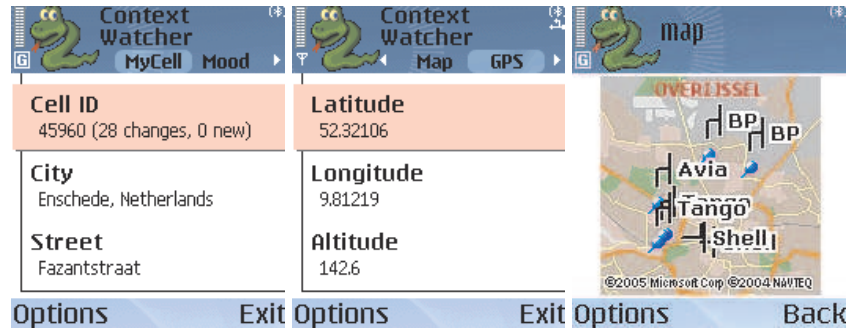 Context
Watcher
G
MyCell Mood
Cell ID
45960 (28 changes, 0 new)
City
Enschede, Netherlands
Street
Fazantstraat
Options Exit
Context
Watcher
Map GPS
Latitude
52.32106
Longitude
9.81219
Altitude
142.6
Options Exit
map
G
OVERIJSSEL
BP
BP
Avia
Tango
Shell
©2005 Microsoft Corp ©2004 NAVTEQ
Options Back